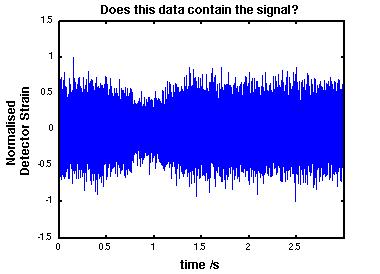 Does this data contain the signal?
1.5
1
0.5
0
-0.5
-1
-1.5
Normalised
Detector Strain
0 0.5 1 1.5 2 2.5
time /s